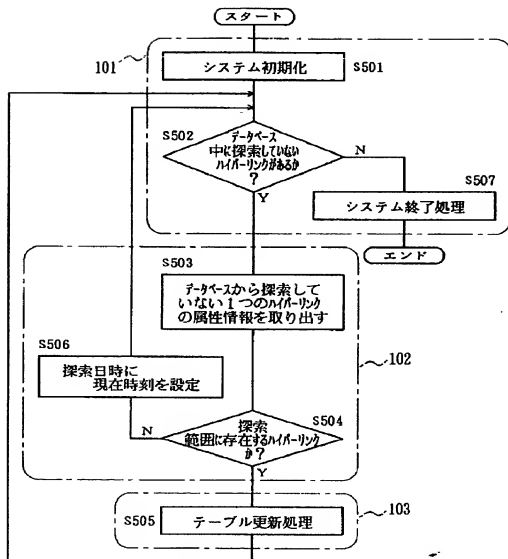 スタート
101
システム初期化
S501
S502
データベース
中に探索していない
ハイパーリンクがあるか
?
N
Y
S507
システム終了処理
エンド
S503
データベースから探索して
いない1つのハイパーリンク
の属性情報を取り出す
S506
探索日時に
現在時刻を設定
102
S504
探索
範囲に存在するハイパーリンク
か?
N
Y
S505
テーブル更新処理
103